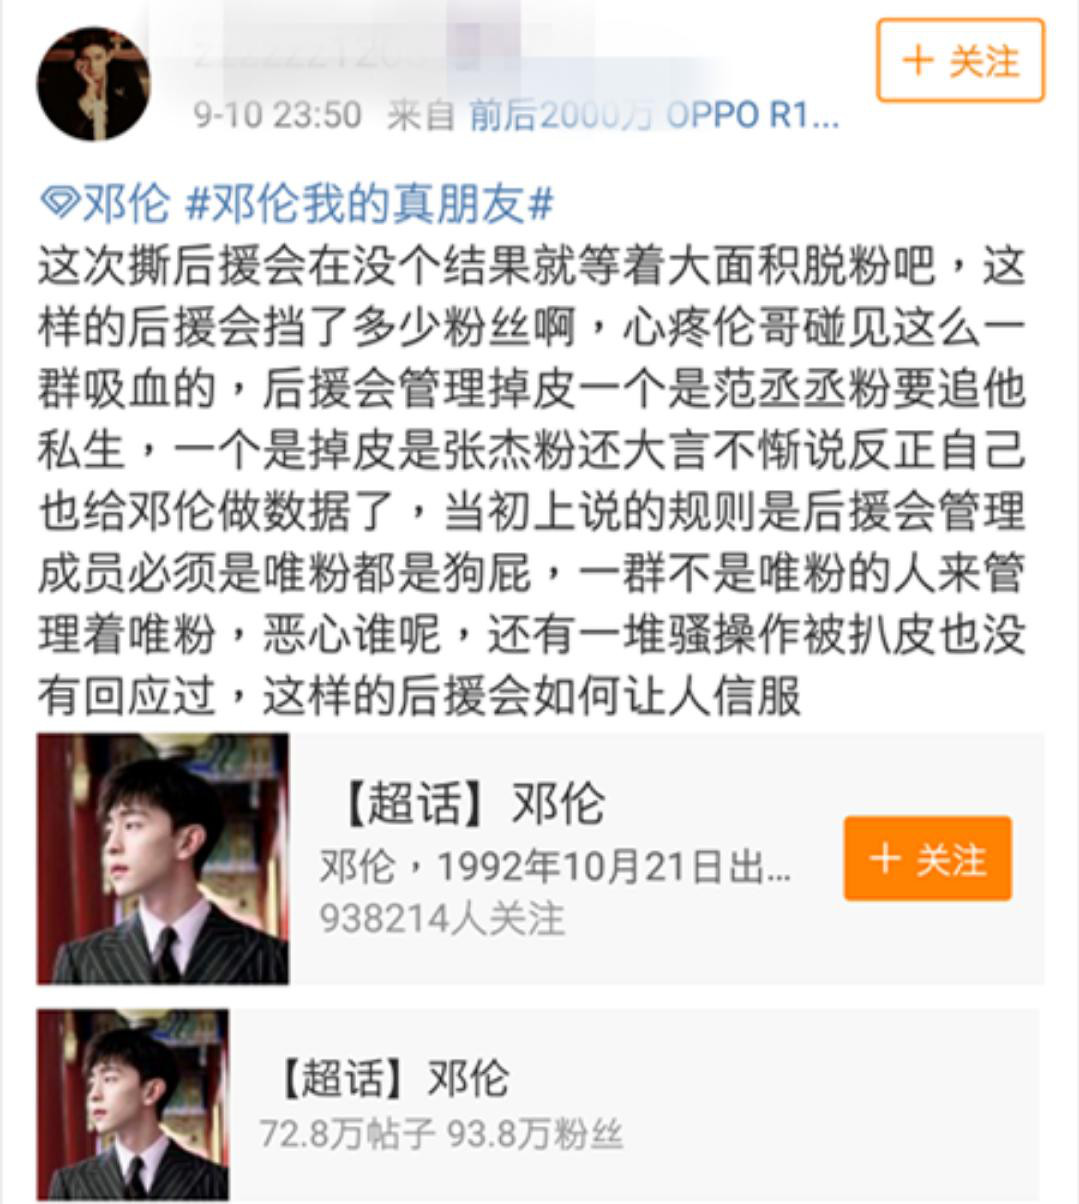 9-10 23:50 来自 前后2000万 OPPO R1...
+ 关注
邓伦 #邓伦我的真朋友#
这次撕后援会在没个结果就等着大面积脱粉吧，这
样的后援会挡了多少粉丝啊，心疼伦哥碰见这么一
群吸血的，后援会管理掉皮一个是范丞丞粉要追他
私生，一个是掉皮是张杰粉还大言不惭说反正自己
也给邓伦做数据了，当初上说的规则是后援会管理
成员必须是唯粉都是狗屁，一群不是唯粉的人来管
理着唯粉，恶心谁呢，还有一堆骚操作被扒皮也没
有回应过，这样的后援会如何让人信服
【超话】邓伦
邓伦，1992年10月21日出...
938214人关注
+ 关注
【超话】邓伦
72.8万帖子 93.8万粉丝